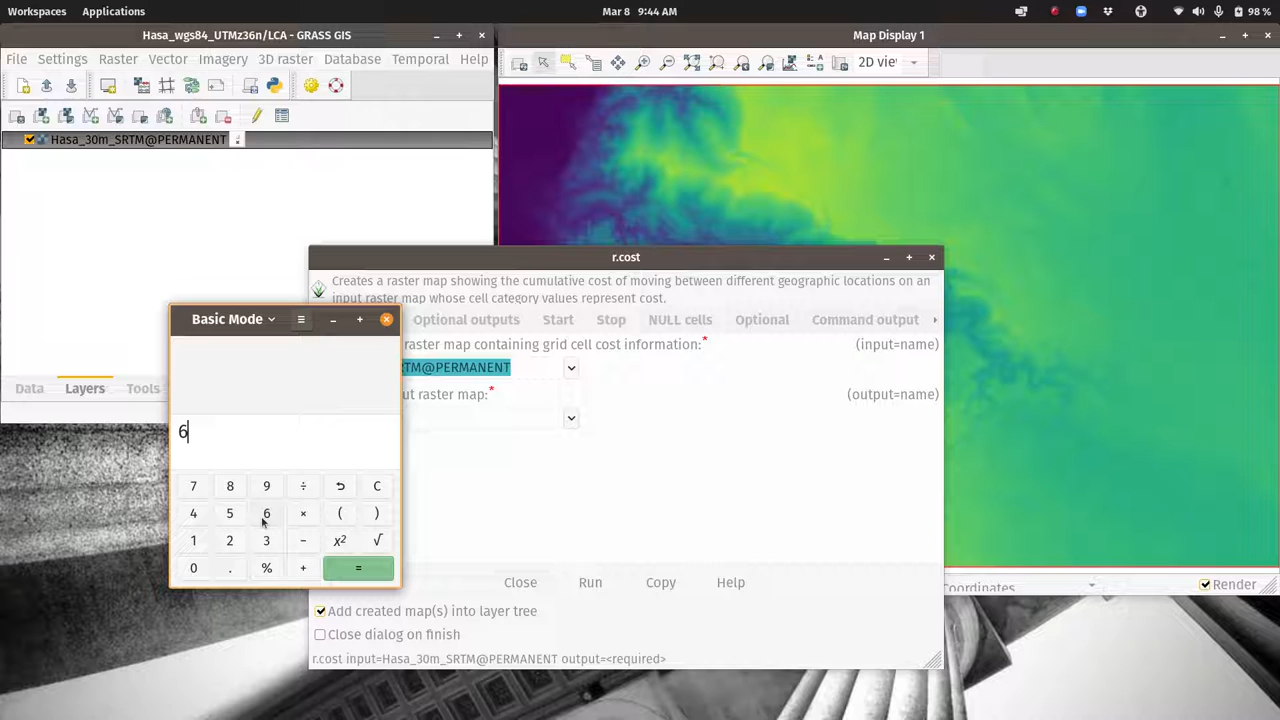 Workspaces Applications Mar 8 9:44 AM 98 %
Hasa_wgs84_UTMz36n/LCA - GRASS GIS
File Settings Raster Vector Imagery 3D raster Database Temporal Help
Hasa_30m_SRTM@PERMANENT
Data Layers Tools
Map Display 1
2D vie
r.cost
Creates a raster map showing the cumulative cost of moving between different geographic locations on an
input raster map whose cell category values represent cost.
Optional outputs Start Stop NULL cells Optional Command output
raster map containing grid cell cost information:* (input=name)
TM@PERMANENT
ut raster map:* (output=name)
Basic Mode
6
7 8 9 ÷ C
4 5 6 × ( )
1 2 3 − x² √
0 . % + =
Close Run Copy Help
Add created map(s) into layer tree
Close dialog on finish
r.cost input=Hasa_30m_SRTM@PERMANENT output=<required>
oordinates
Render